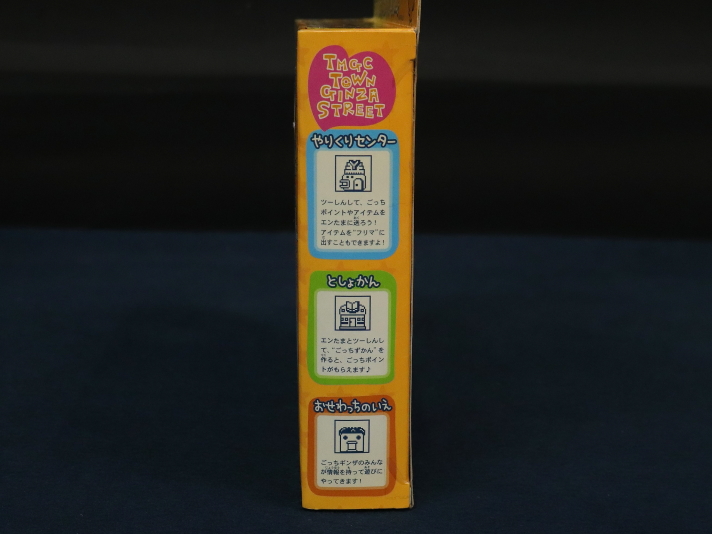 TMGC
TOWN
GINZA
STREET
やりくりセンター
ツーしんして、ごっち
ポイントやアイテムを
エンたまに送ろう！
アイテムを"フリマ"に
出すこともできますよ！
としょかん
エンたまとツーしんし
て、"ごっちずかん"を
作ると、ごっちポイン
トがもらえます♪
おせわっちのいえ
ごっちギンザのみんな
が情報を持って遊びに
やってきます！